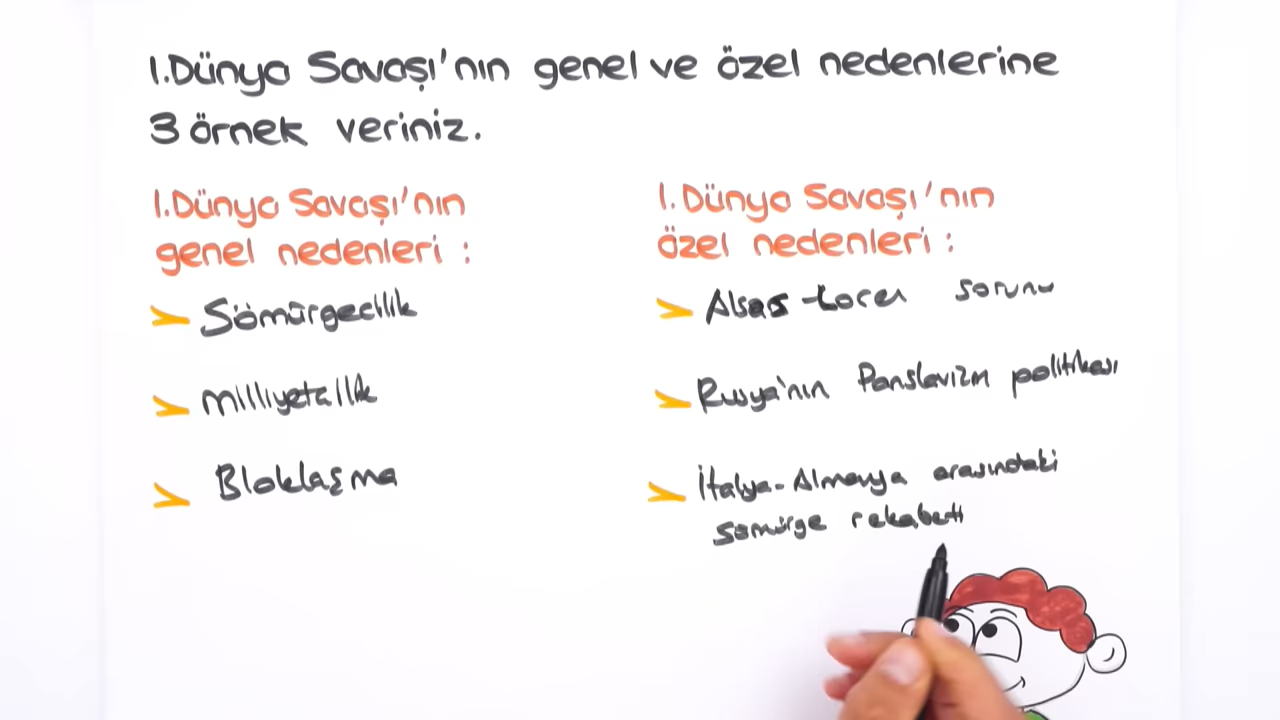 1.Dünya Savaşı'nın genel ve özel nedenlerine
3 örnek veriniz.
1.Dünya Savaşı'nın
genel nedenleri :
Sömürgecilik
Milliyetçilik
Bloklaşma
1.Dünya Savaşı'nın
özel nedenleri :
Alsas-Loren sorunu
Rusya'nın Panslavizm politikası
İtalya-Almanya arasındaki
sömürge rekabeti